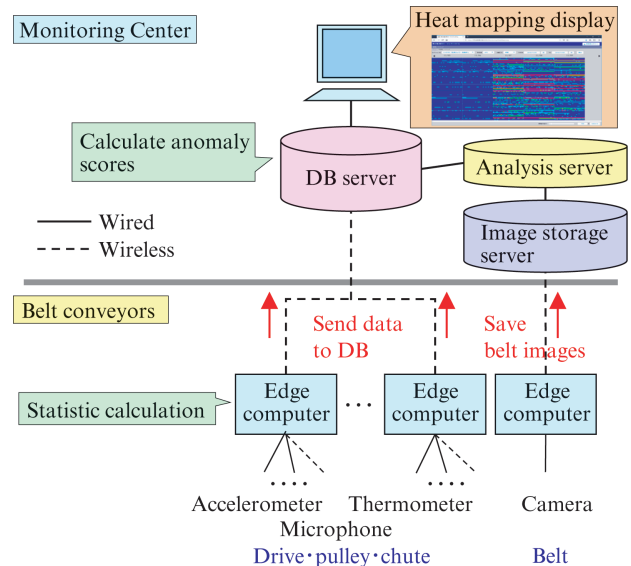 Monitoring Center
Heat mapping display
Calculate anomaly
scores
DB server
Analysis server
Image storage
server
Wired
Wireless
Belt conveyors
Send data
to DB
Save
belt images
Statistic calculation
Edge
computer
· · ·
Edge
computer
Edge
computer
Accelerometer
Thermometer
Camera
Microphone
Drive・pulley・chute
Belt